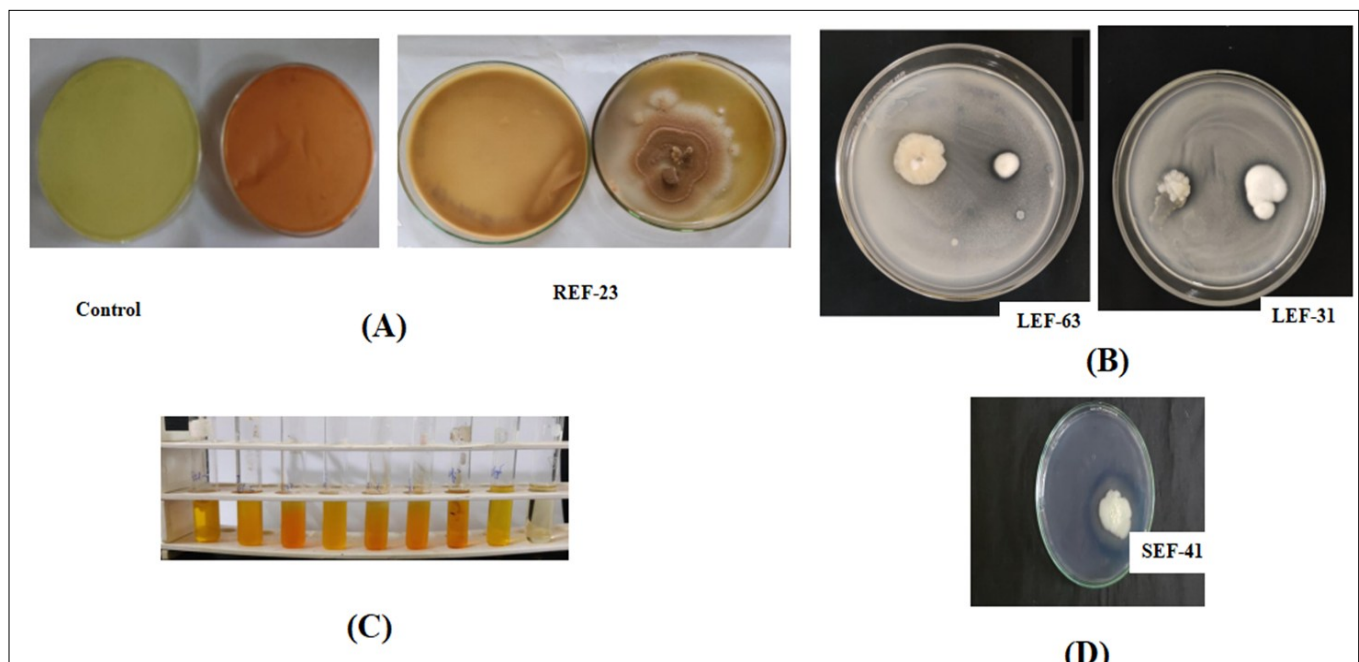 Control
REF-23
(A)
LEF-63
LEF-31
(B)
(C)
SEF-41
(D)